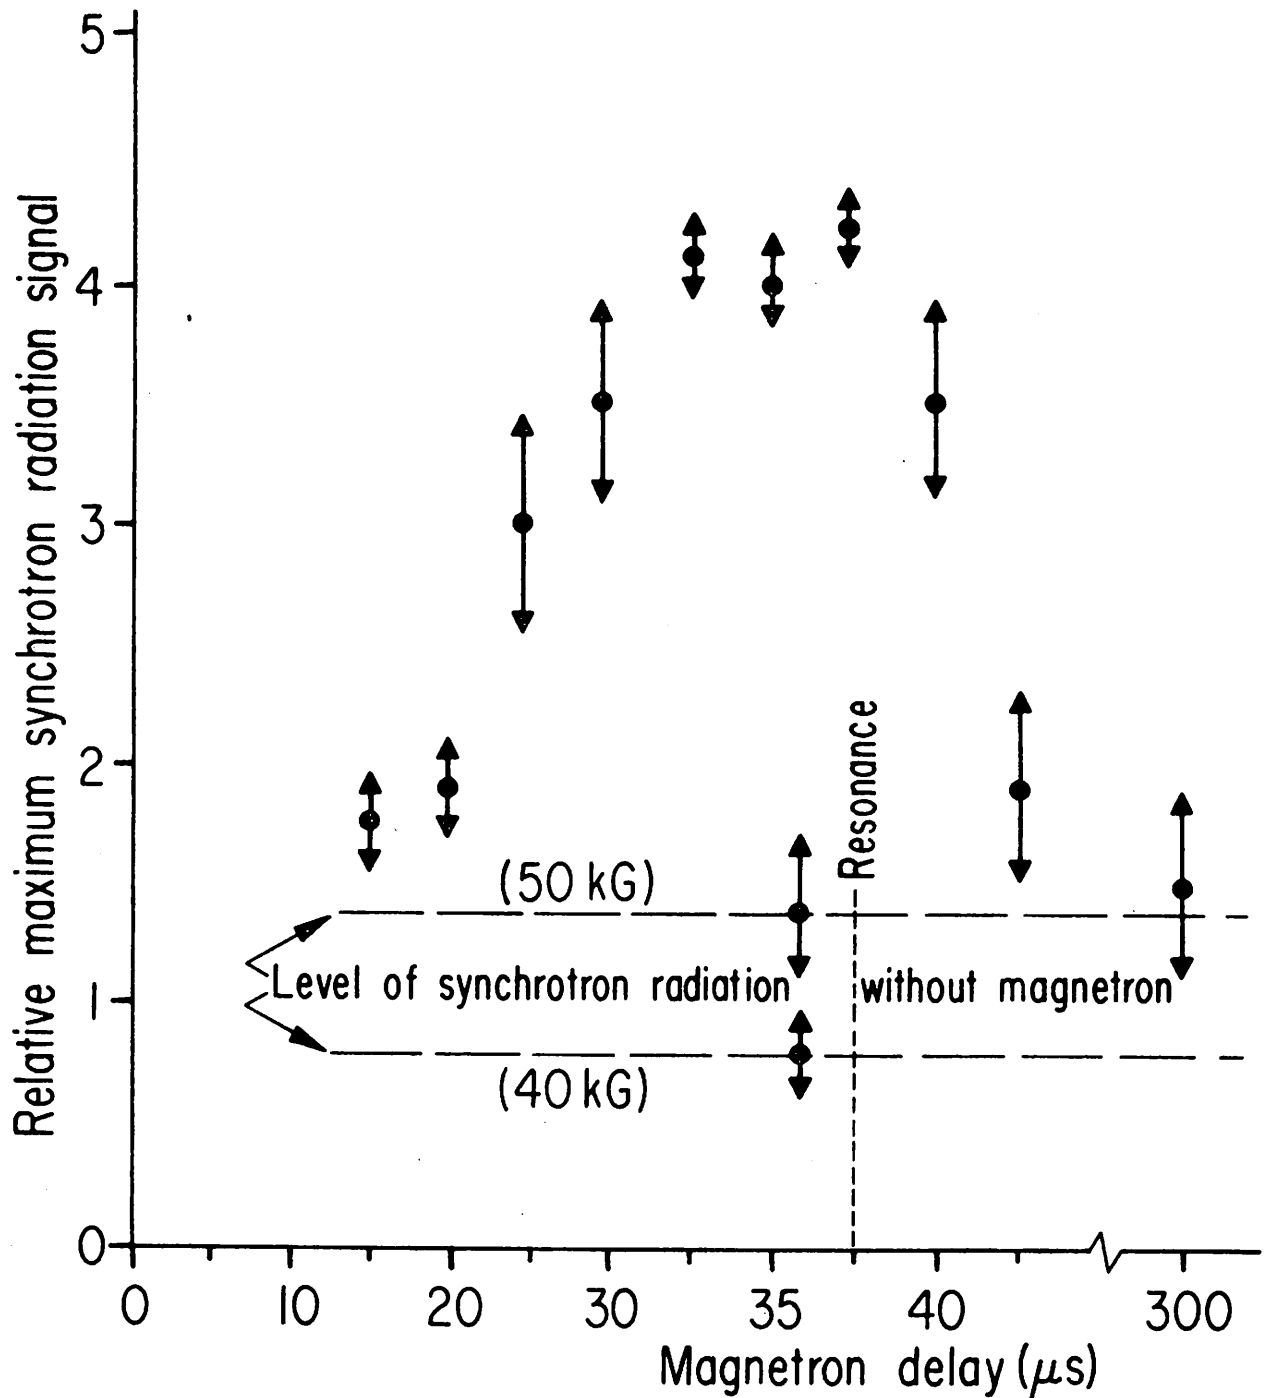 Relative maximum synchrotron radiation signal
5
4
3
2
1
0
Resonance
(50 kG)
Level of synchrotron radiation without magnetron
(40 kG)
0 10 20 30 35 40 300
Magnetron delay (μs)